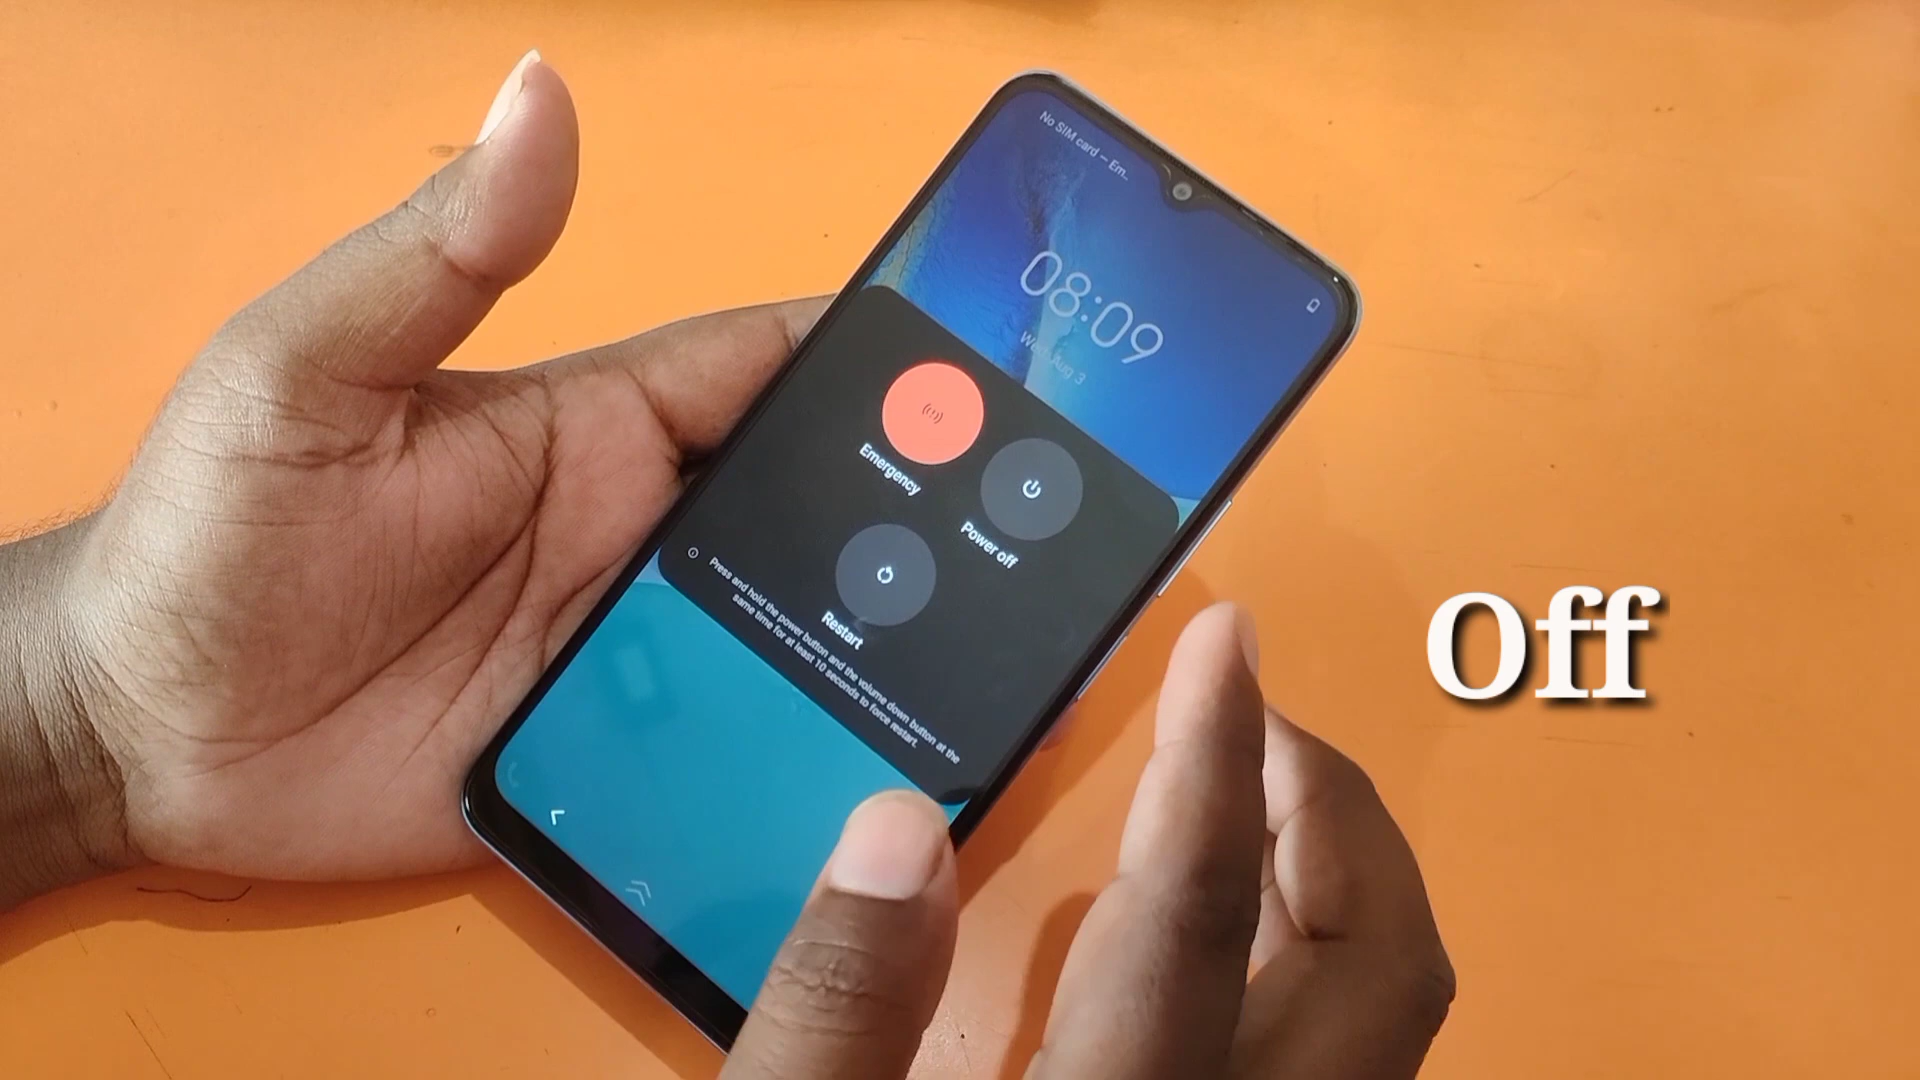 No SIM card — Em...
08:09
Wed, Aug 3
Emergency
Power off
Restart
Press and hold the power button and the volume down button at the
same time for at least 10 seconds to force restart.
Off